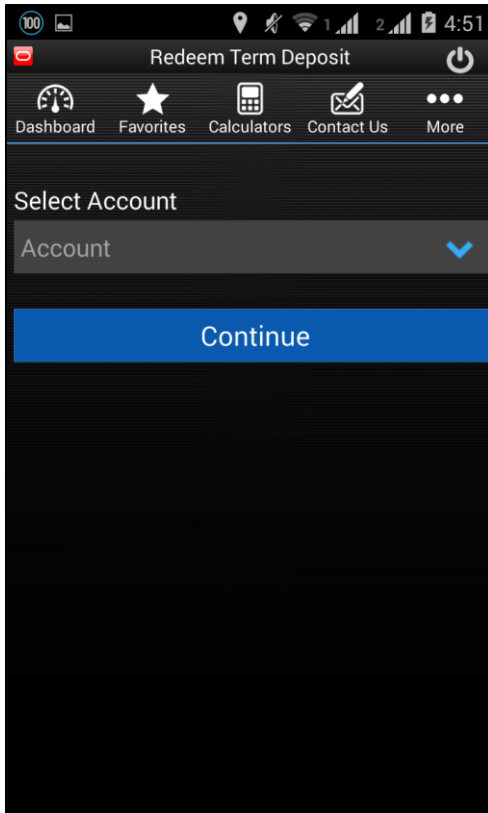 100 1 2 4:51
Redeem Term Deposit
Dashboard Favorites Calculators Contact Us More
Select Account
Account
Continue